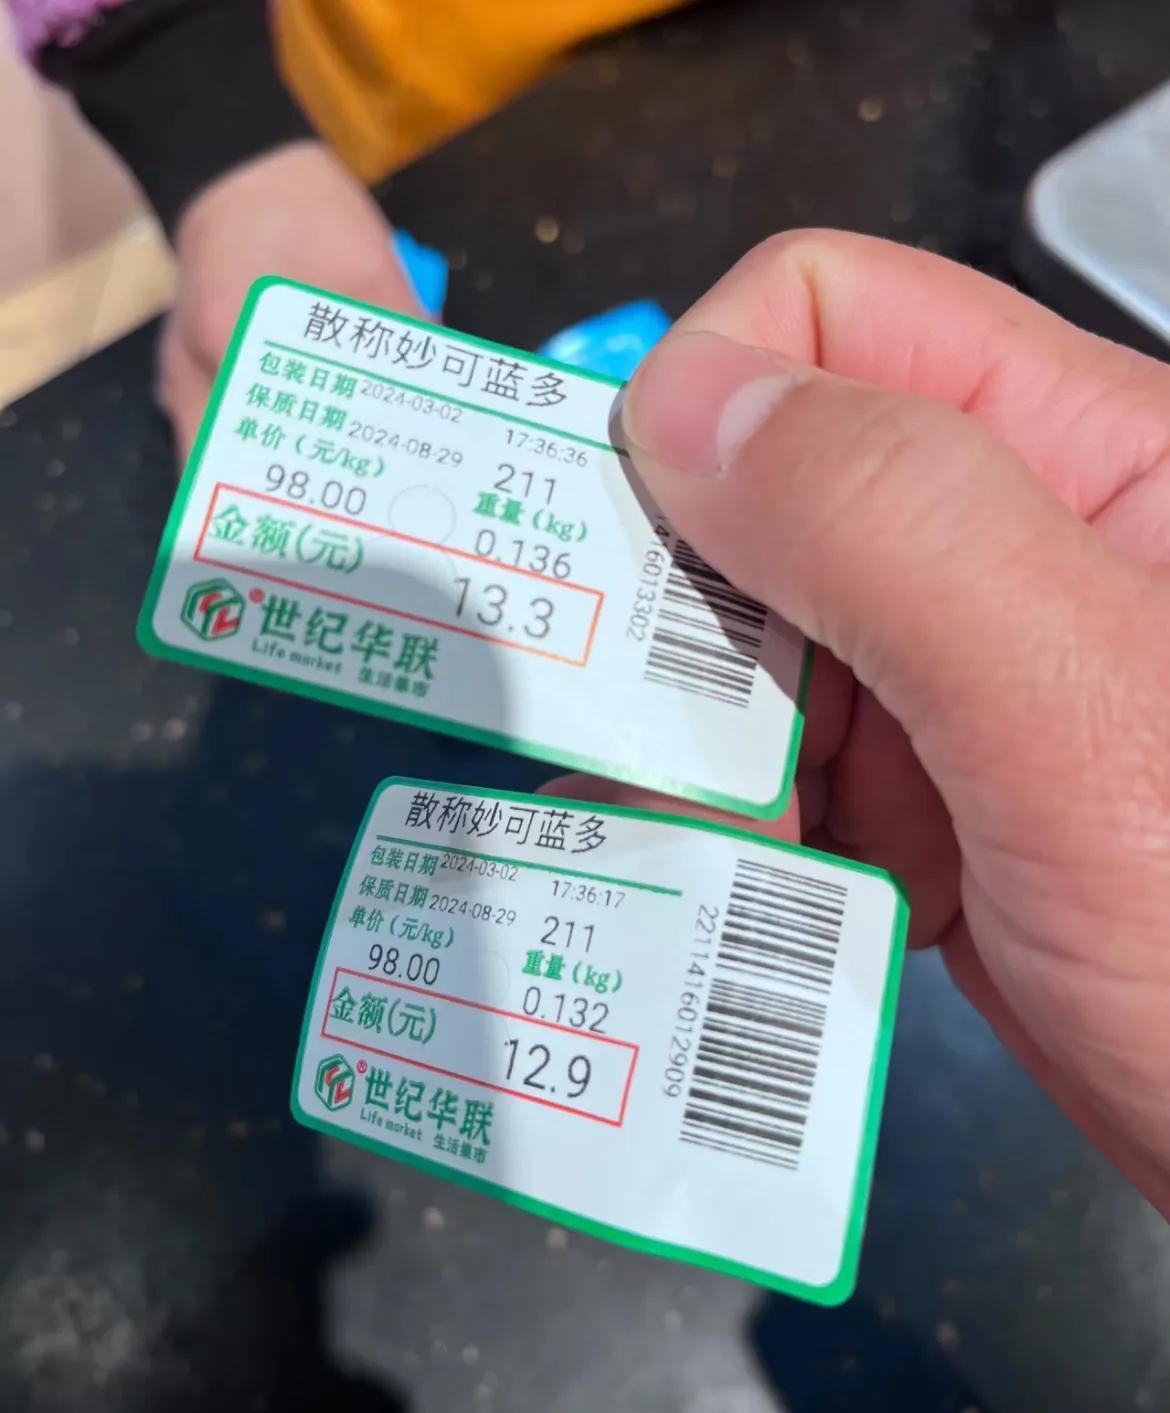 散称妙可蓝多
包装日期 2024-03-02 17:36:36
保质日期 2024-08-29 211
单价(元/kg) 重量(kg)
98.00 0.136
金额(元) 13.3
世纪华联®
Life market 生活集市
416013302
散称妙可蓝多
包装日期 2024-03-02 17:36:17
保质日期 2024-08-29 211
单价(元/kg) 重量(kg)
98.00 0.132
金额(元) 12.9
世纪华联®
Life market 生活集市
2211416012909